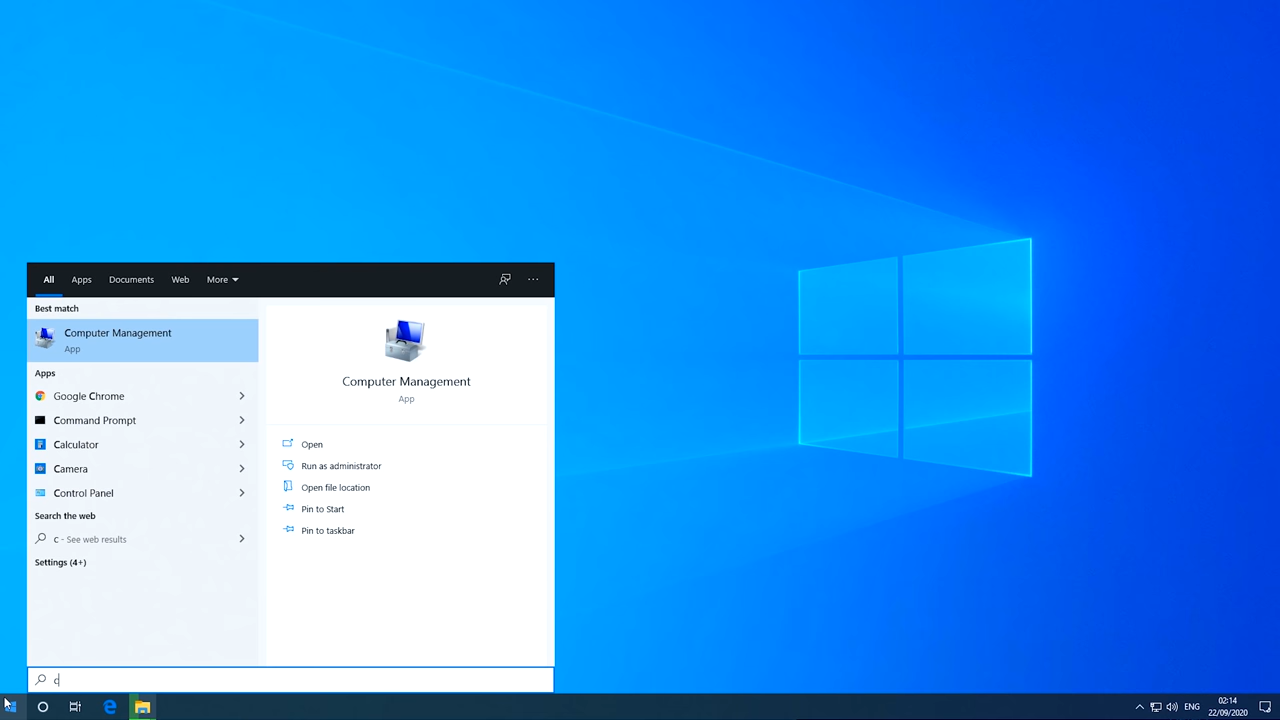 All Apps Documents Web More
Best match
Computer Management
App
Apps
Google Chrome
Command Prompt
Calculator
Camera
Control Panel
Search the web
c - See web results
Settings (4+)
Computer Management
App
Open
Run as administrator
Open file location
Pin to Start
Pin to taskbar
c
ENG
02:14
22/09/2020